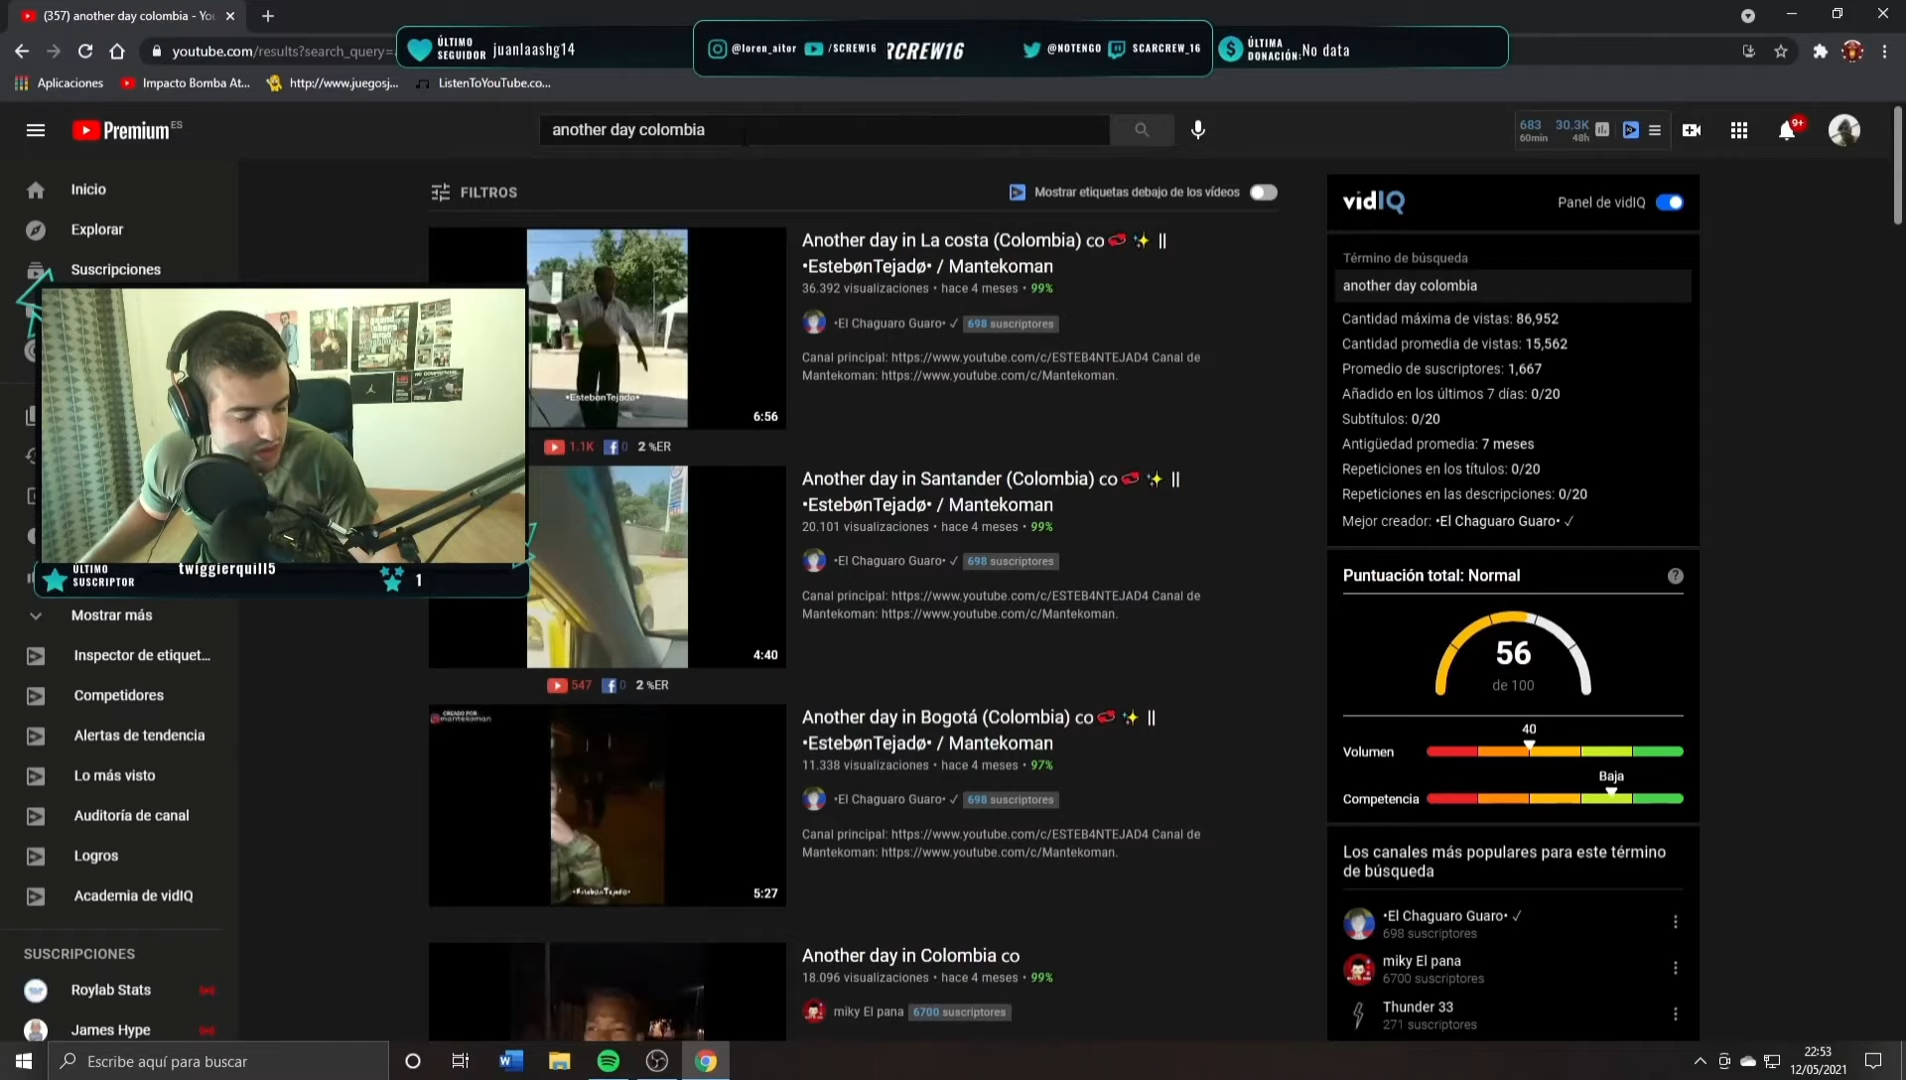 (357) another day colombia - You
youtube.com/results?search_query=
ÚLTIMO
SEGUIDOR
juanlaashg14
@loren_aitor
/SCREW16
RCREW16
@NOTENGO
SCARCREW_16
ÚLTIMA
DONACIÓN:
No data
Aplicaciones
Impacto Bomba At...
http://www.juegosj...
ListenToYouTube.co...
Premium ES
another day colombia
683
60min
30.3K
48h
9+
Inicio
Explorar
Suscripciones
ÚLTIMO
SUSCRIPTOR
twiggierquill5
1
Mostrar más
Inspector de etiquet...
Competidores
Alertas de tendencia
Lo más visto
Auditoría de canal
Logros
Academia de vidIQ
SUSCRIPCIONES
Roylab Stats
James Hype
FILTROS
Mostrar etiquetas debajo de los vídeos
•EstebonTejadø•
6:56
Another day in La costa (Colombia) co ||
•EstebønTejadø• / Mantekoman
36.392 visualizaciones • hace 4 meses • 99%
•El Chaguaro Guaro• ✓ 698 suscriptores
Canal principal: https://www.youtube.com/c/ESTEB4NTEJAD4 Canal de
Mantekoman: https://www.youtube.com/c/Mantekoman.
1.1K 0 2 %ER
4:40
Another day in Santander (Colombia) co ||
•EstebønTejadø• / Mantekoman
20.101 visualizaciones • hace 4 meses • 99%
•El Chaguaro Guaro• ✓ 698 suscriptores
Canal principal: https://www.youtube.com/c/ESTEB4NTEJAD4 Canal de
Mantekoman: https://www.youtube.com/c/Mantekoman.
547 0 2 %ER
CREADO POR:
mantekoman
•EstebønTejadø•
5:27
Another day in Bogotá (Colombia) co ||
•EstebønTejadø• / Mantekoman
11.338 visualizaciones • hace 4 meses • 97%
•El Chaguaro Guaro• ✓ 698 suscriptores
Canal principal: https://www.youtube.com/c/ESTEB4NTEJAD4 Canal de
Mantekoman: https://www.youtube.com/c/Mantekoman.
Another day in Colombia co
18.096 visualizaciones • hace 4 meses • 99%
miky El pana 6700 suscriptores
vidIQ
Panel de vidIQ
Término de búsqueda
another day colombia
Cantidad máxima de vistas: 86,952
Cantidad promedia de vistas: 15,562
Promedio de suscriptores: 1,667
Añadido en los últimos 7 días: 0/20
Subtítulos: 0/20
Antigüedad promedia: 7 meses
Repeticiones en los títulos: 0/20
Repeticiones en las descripciones: 0/20
Mejor creador: •El Chaguaro Guaro• ✓
Puntuación total: Normal
56
de 100
40
Volumen
Baja
Competencia
Los canales más populares para este término
de búsqueda
•El Chaguaro Guaro• ✓
698 suscriptores
miky El pana
6700 suscriptores
Thunder 33
271 suscriptores
Escribe aquí para buscar
22:53
12/05/2021